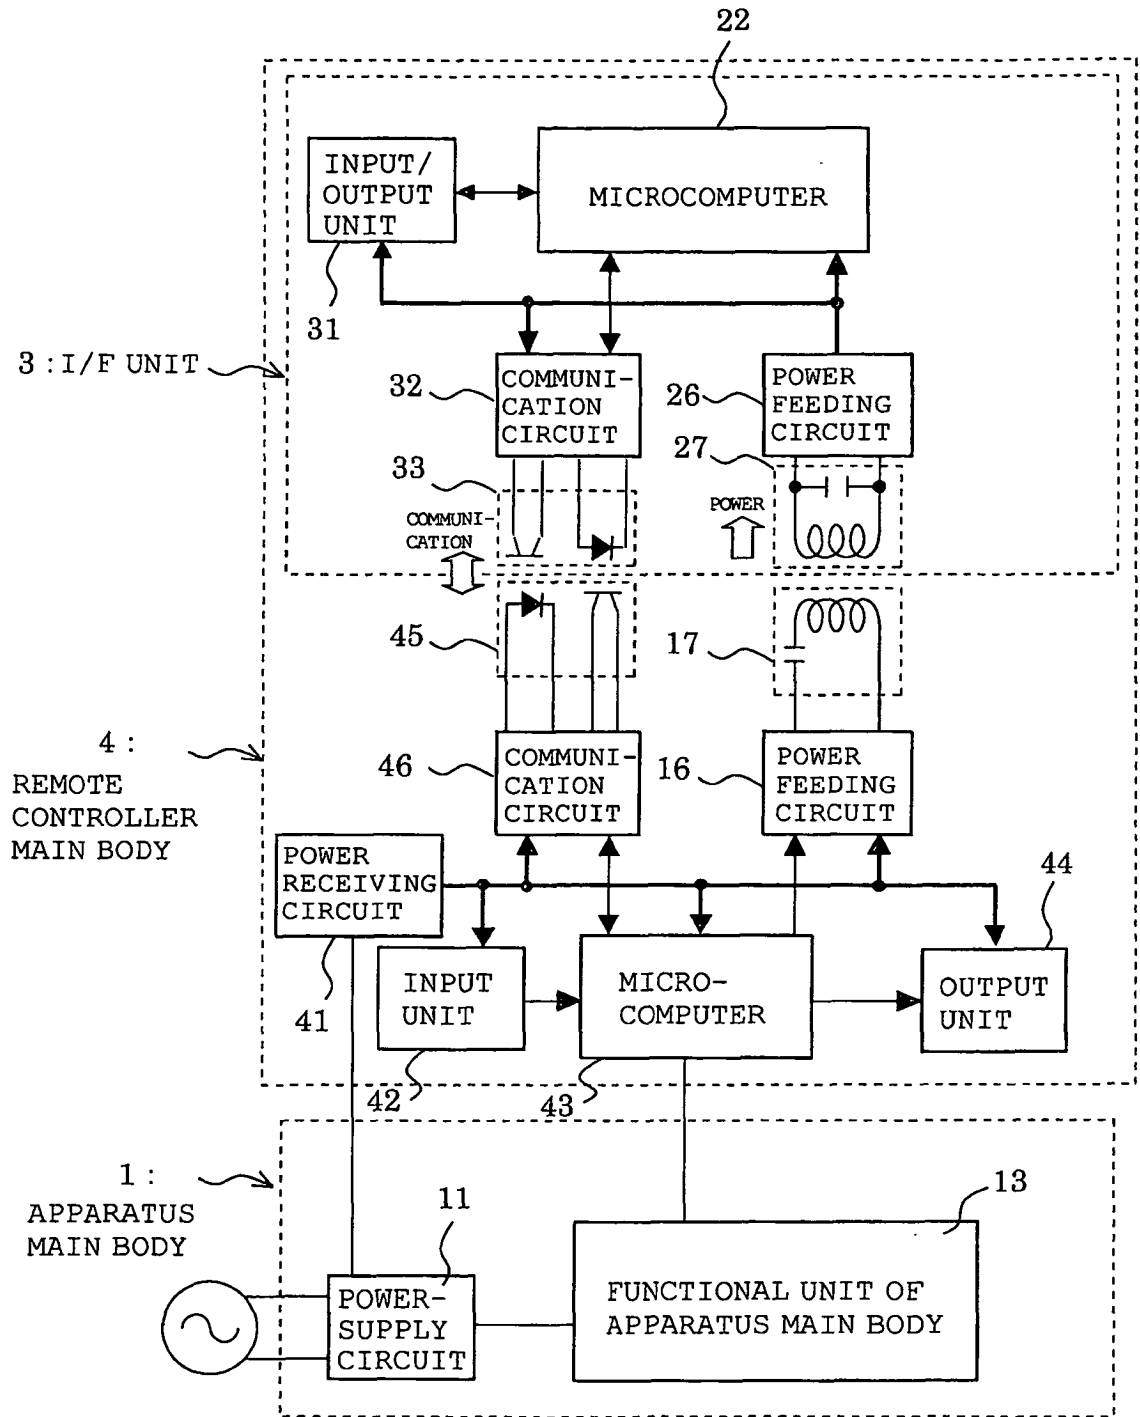 22
INPUT/
OUTPUT
UNIT
MICROCOMPUTER
31
3 : I/F UNIT
32
COMMUNI-
CATION
CIRCUIT
26
POWER
FEEDING
CIRCUIT
33
27
COMMUNI-
CATION
POWER
45
17
4 :
REMOTE
CONTROLLER
MAIN BODY
46
COMMUNI-
CATION
CIRCUIT
16
POWER
FEEDING
CIRCUIT
POWER
RECEIVING
CIRCUIT
44
41
INPUT
UNIT
MICRO-
COMPUTER
OUTPUT
UNIT
42
43
1 :
APPARATUS
MAIN BODY
11
13
POWER-
SUPPLY
CIRCUIT
FUNCTIONAL UNIT OF
APPARATUS MAIN BODY